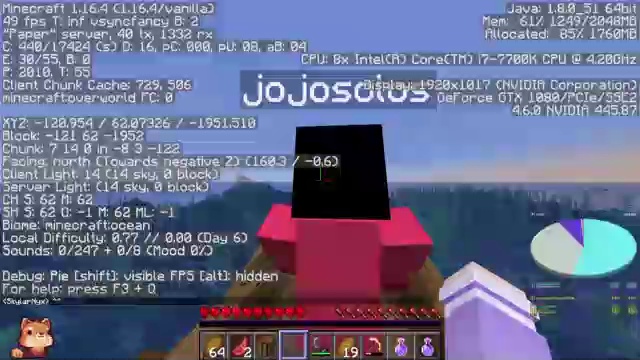 Minecraft 1.16.4 (1.16.4/vanilla)
49 fps T: inf vsyncfancy B: 2
"Paper" server, 40 tx, 1332 rx
C: 440/17424 (s) D: 16, pC: 000, pU: 08, aB: 04
E: 30/55, B: 0
P: 2010, T: 55
Client Chunk Cache: 729, 506
minecraft:overworld FC: 0
XYZ: -120.954 / 62.07326 / -1951.510
Block: -121 62 -1952
Chunk: 7 14 0 in -8 3 -122
Facing: north (Towards negative Z) (160.3 / -0.6)
Client Light: 14 (14 sky, 0 block)
Server Light: (14 sky, 0 block)
CH S: 62 M: 62
SH S: 62 O: -1 M: 62 ML: -1
Biome: minecraft:ocean
Local Difficulty: 0.77 // 0.00 (Day 6)
Sounds: 0/247 + 0/8 (Mood 0%)
Debug: Pie [shift]: visible FPS [alt]: hidden
For help: press F3 + Q
Java: 1.8.0_51 64bit
Mem: 61% 1249/2048MB
Allocated: 85% 1760MB
CPU: 8x Intel(R) Core(TM) i7-7700K CPU @ 4.20GHz
Display: 1920x1017 (NVIDIA Corporation)
GeForce GTX 1080/PCIe/SSE2
4.6.0 NVIDIA 445.87
jojosolos
<SkylarNyx> ^^
64
2
19